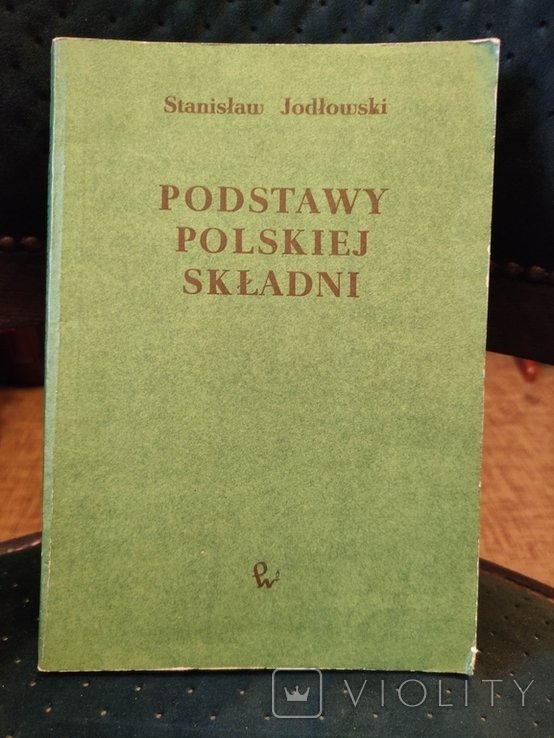 Stanisław Jodłowski
PODSTAWY
POLSKIEJ
SKŁADNI
VIOLITY